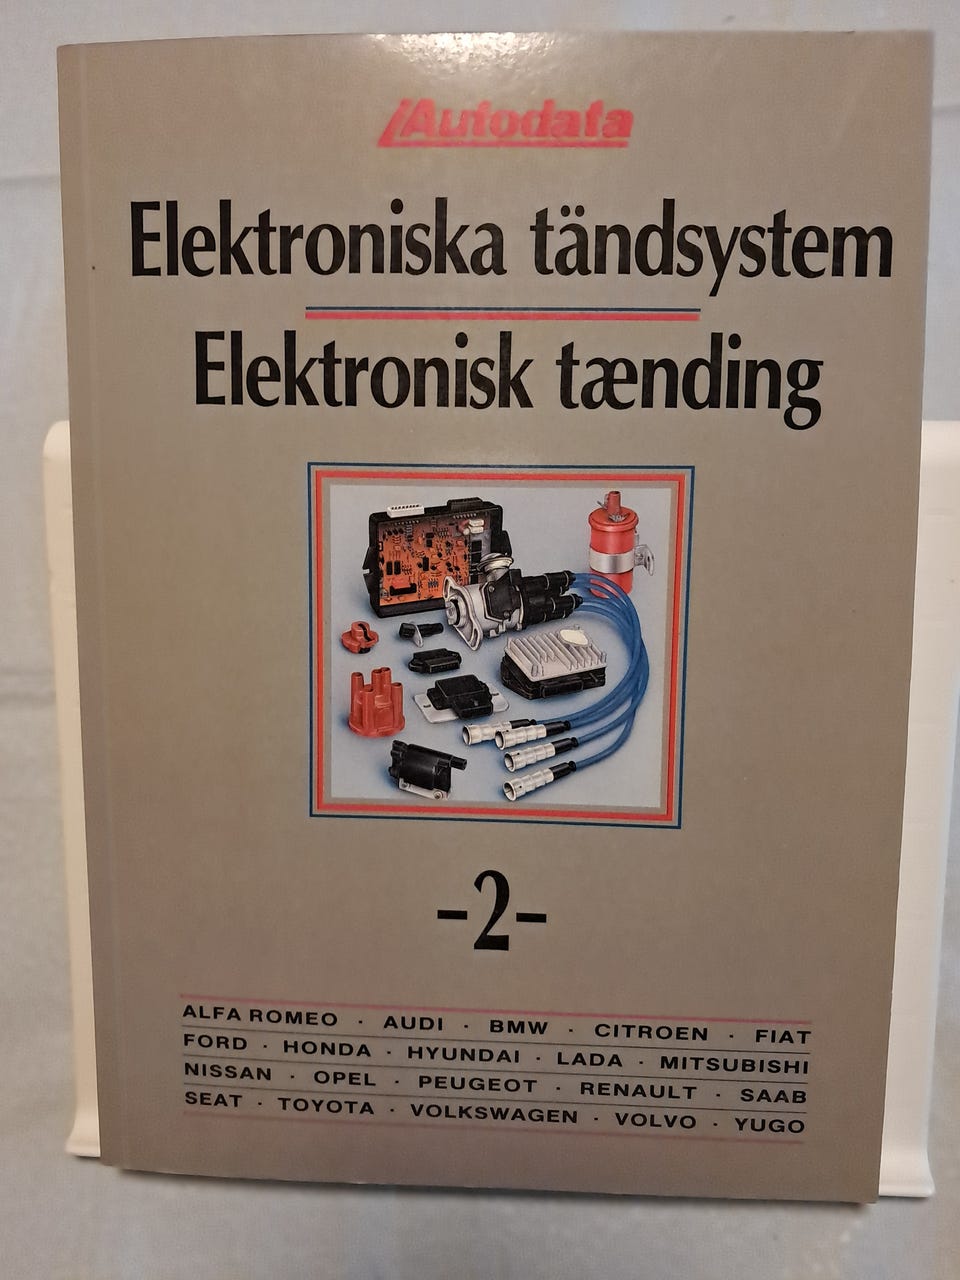 Autodata
Elektroniska tändsystem
Elektronisk tænding
-2-
ALFA ROMEO · AUDI · BMW · CITROEN · FIAT
FORD · HONDA · HYUNDAI · LADA · MITSUBISHI
NISSAN · OPEL · PEUGEOT · RENAULT · SAAB
SEAT · TOYOTA · VOLKSWAGEN · VOLVO · YUGO